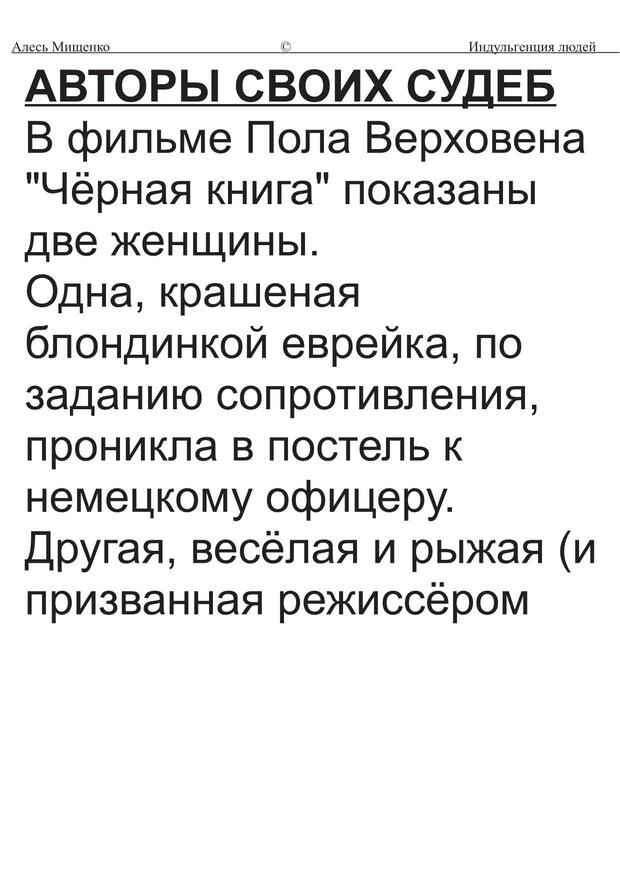 Алесь Мищенко © Индульгенция людей
АВТОРЫ СВОИХ СУДЕБ
В фильме Пола Верховена
"Чёрная книга" показаны
две женщины.
Одна, крашеная
блондинкой еврейка, по
заданию сопротивления,
проникла в постель к
немецкому офицеру.
Другая, весёлая и рыжая (и
призванная режиссёром